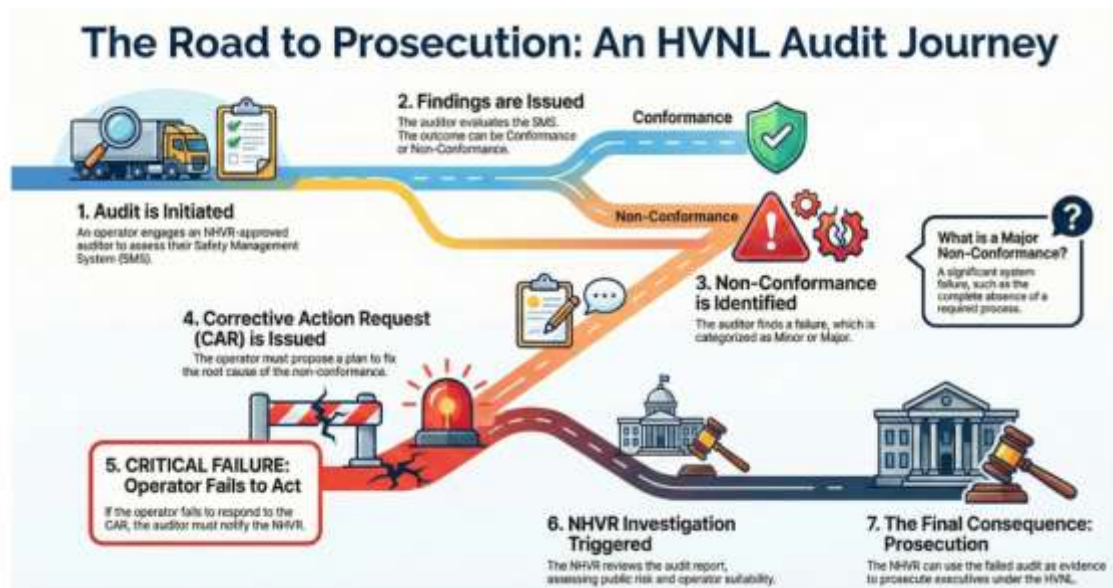 The Road to Prosecution: An HVNL Audit Journey
2. Findings are Issued
The auditor evaluates the SMS.
The outcome can be Conformance
or Non-Conformance.
Conformance
1. Audit is Initiated
An operator engages an NHVR-approved
auditor to assess their Safety Management
System (SMS).
Non-Conformance
3. Non-Conformance
is Identified
The auditor finds a failure, which is
categorized as Minor or Major.
?
What is a Major
Non-Conformance?
A significant system
failure, such as the
complete absence of a
required process.
4. Corrective Action Request
(CAR) is Issued
The operator must propose a plan to fix
the root cause of the non-conformance.
5. CRITICAL FAILURE:
Operator Fails to Act
If the operator fails to respond to the
CAR, the auditor must notify the NHVR.
6. NHVR Investigation
Triggered
The NHVR reviews the audit report,
assessing public risk and operator suitability.
7. The Final Consequence:
Prosecution
The NHVR can use the failed audit as evidence
to prosecute executives under the HVNL.